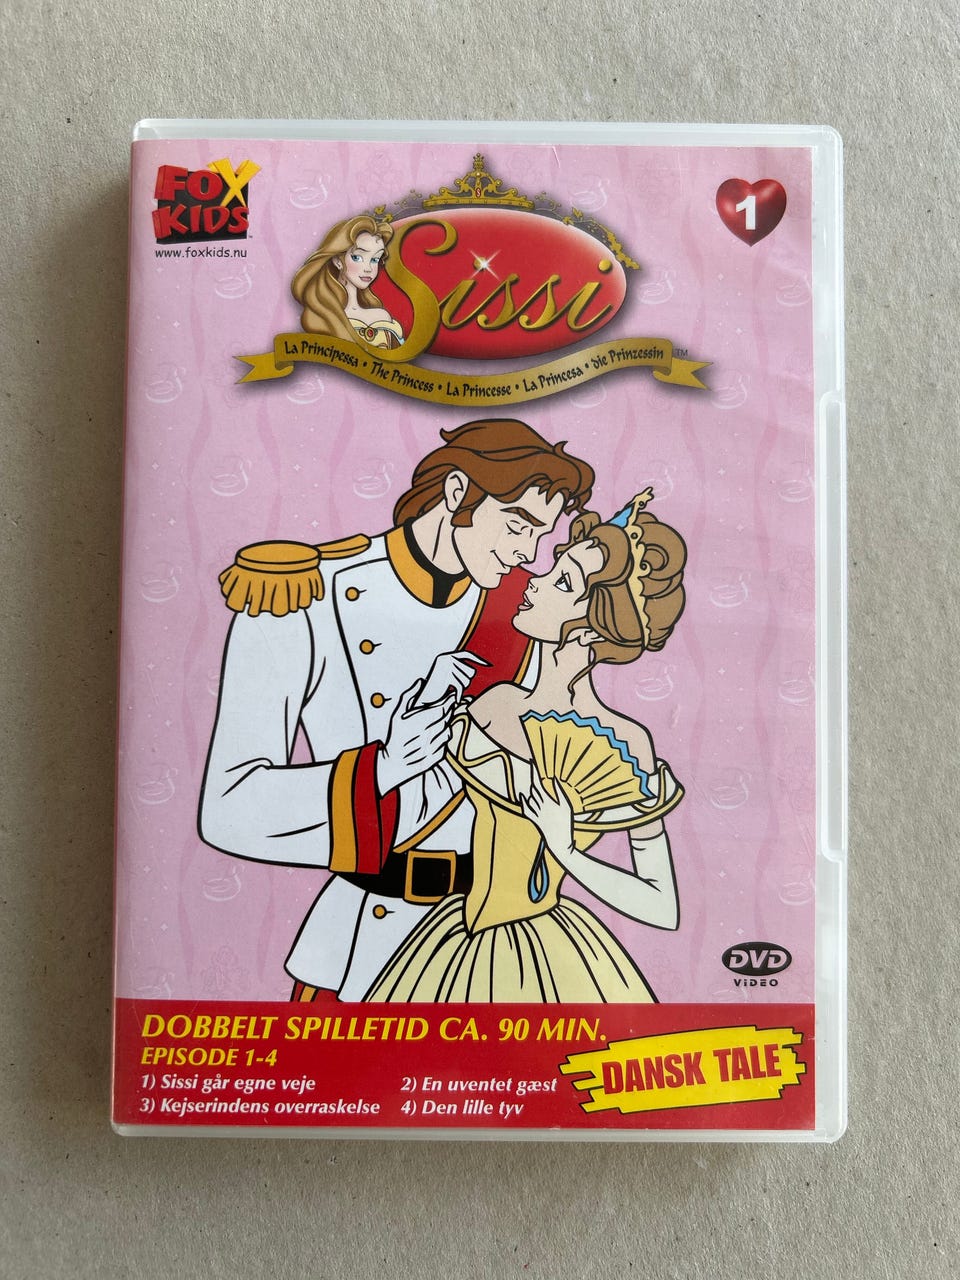 FOX
KIDS
www.foxkids.nu
1
Sissi
La Principessa • The Princess • La Princesse • La Princesa • die Prinzessin ™
DVD
VIDEO
DOBBELT SPILLETID CA. 90 MIN.
EPISODE 1-4
1) Sissi går egne veje
2) En uventet gæst
3) Kejserindens overraskelse
4) Den lille tyv
DANSK TALE